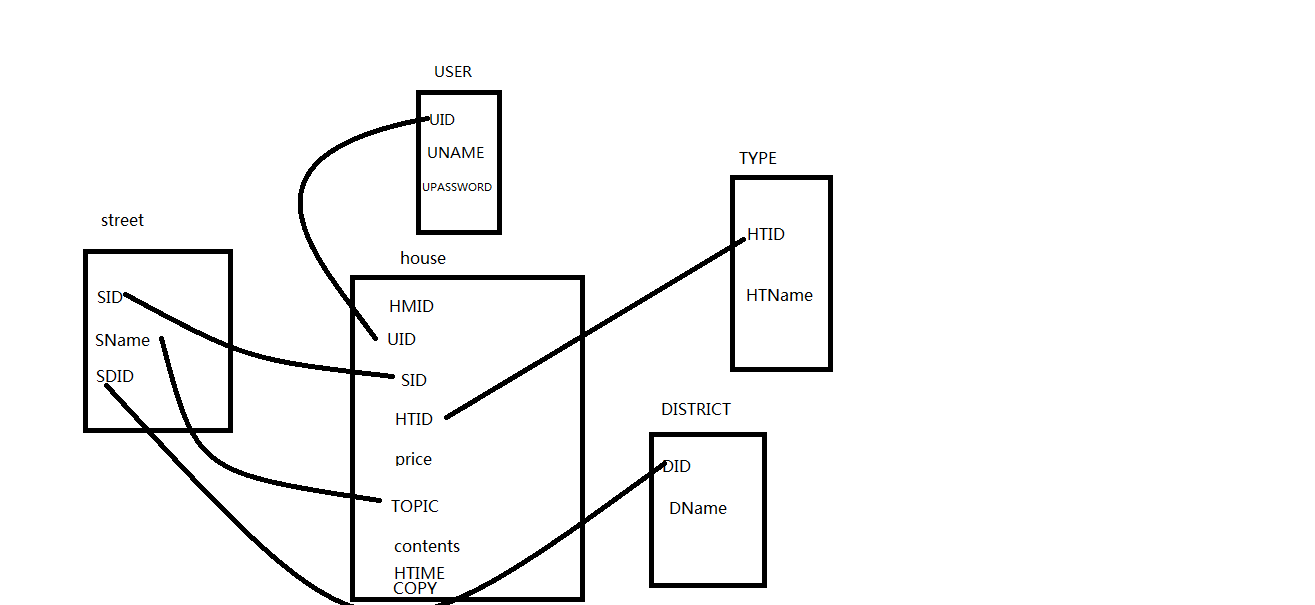 USER
UID
UNAME
UPASSWORD
TYPE
HTID
HTName
street
SID
SName
SDID
house
HMID
UID
SID
HTID
price
TOPIC
contents
HTIME
COPY
DISTRICT
DID
DName